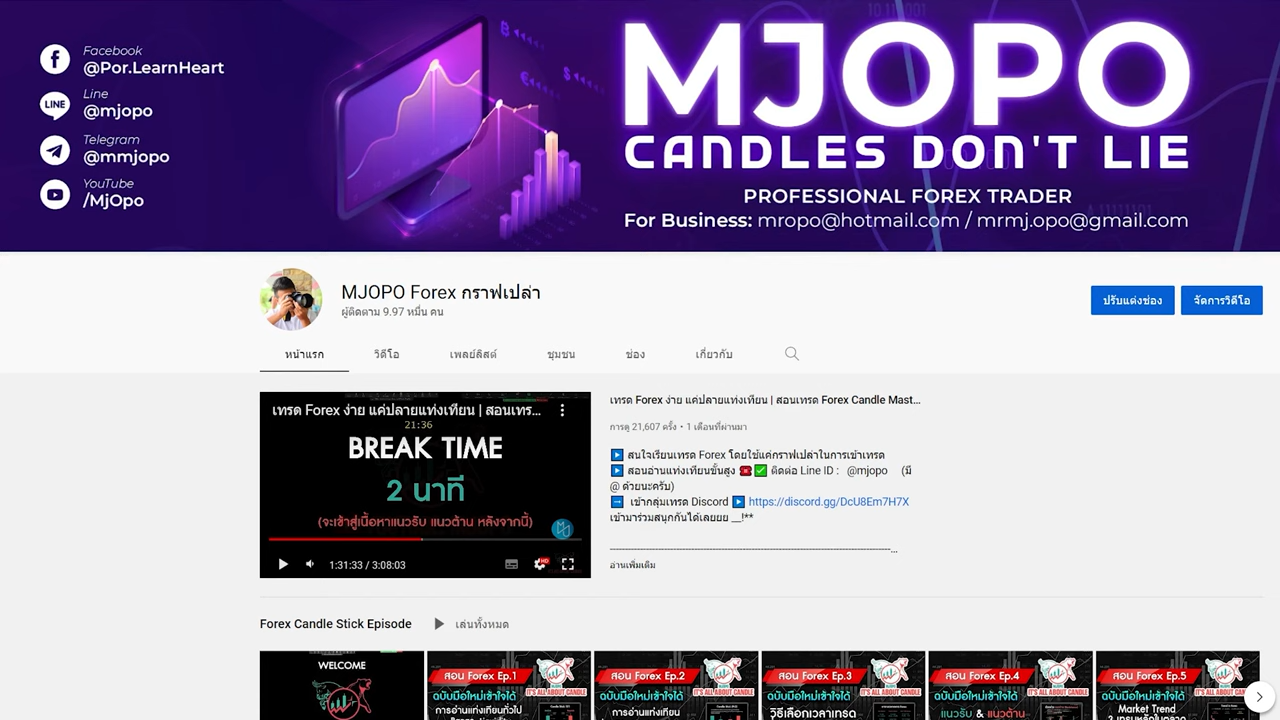 Facebook
@Por.LearnHeart
Line
LINE
@mjopo
Telegram
@mmjopo
YouTube
/MjOpo
MJOPO
CANDLES DON'T LIE
PROFESSIONAL FOREX TRADER
For Business: mropo@hotmail.com / mrmj.opo@gmail.com
MJOPO Forex กราฟเปล่า
ผู้ติดตาม 9.97 หมื่น คน
ปรับแต่งช่อง
จัดการวิดีโอ
หน้าแรก วิดีโอ เพลย์ลิสต์ ชุมชน ช่อง เกี่ยวกับ
เทรด Forex ง่าย แค่ปลายแท่งเทียน | สอนเทร...
21:36
BREAK TIME
2 นาที
(จะเข้าสู่เนื้อหาแนวรับ แนวต้าน หลังจากนี้)
1:31:33 / 3:08:03
HD
เทรด Forex ง่าย แค่ปลายแท่งเทียน | สอนเทรด Forex Candle Mast...
การดู 21,607 ครั้ง • 1 เดือนที่ผ่านมา
สนใจเรียนเทรด Forex โดยใช้แค่กราฟเปล่าในการเข้าเทรด
สอนอ่านแท่งเทียนขั้นสูง ติดต่อ Line ID : @mjopo (มี
@ ด้วยนะครับ)
เข้ากลุ่มเทรด Discord https://discord.gg/DcU8Em7H7X
เข้ามาร่วมสนุกกันได้เลยยย __!**
อ่านเพิ่มเติม
Forex Candle Stick Episode เล่นทั้งหมด
WELCOME
สอน Forex Ep.1
IT'S ALL ABOUT CANDLE
ฉบับมือใหม่เข้าใจได้
การอ่านแท่งเทียนทั่วไป
สอน Forex Ep.2
IT'S ALL ABOUT CANDLE
ฉบับมือใหม่เข้าใจได้
การอ่านแท่งเทียน
สอน Forex Ep.3
IT'S ALL ABOUT CANDLE
ฉบับมือใหม่เข้าใจได้
วิธีเลือกเวลาเทรด
สอน Forex Ep.4
IT'S ALL ABOUT CANDLE
ฉบับมือใหม่เข้าใจได้
แนวรับ & แนวต้าน
สอน Forex Ep.5
IT'S ALL ABOUT CANDLE
ฉบับมือใหม่เข้าใจได้
Market Trend